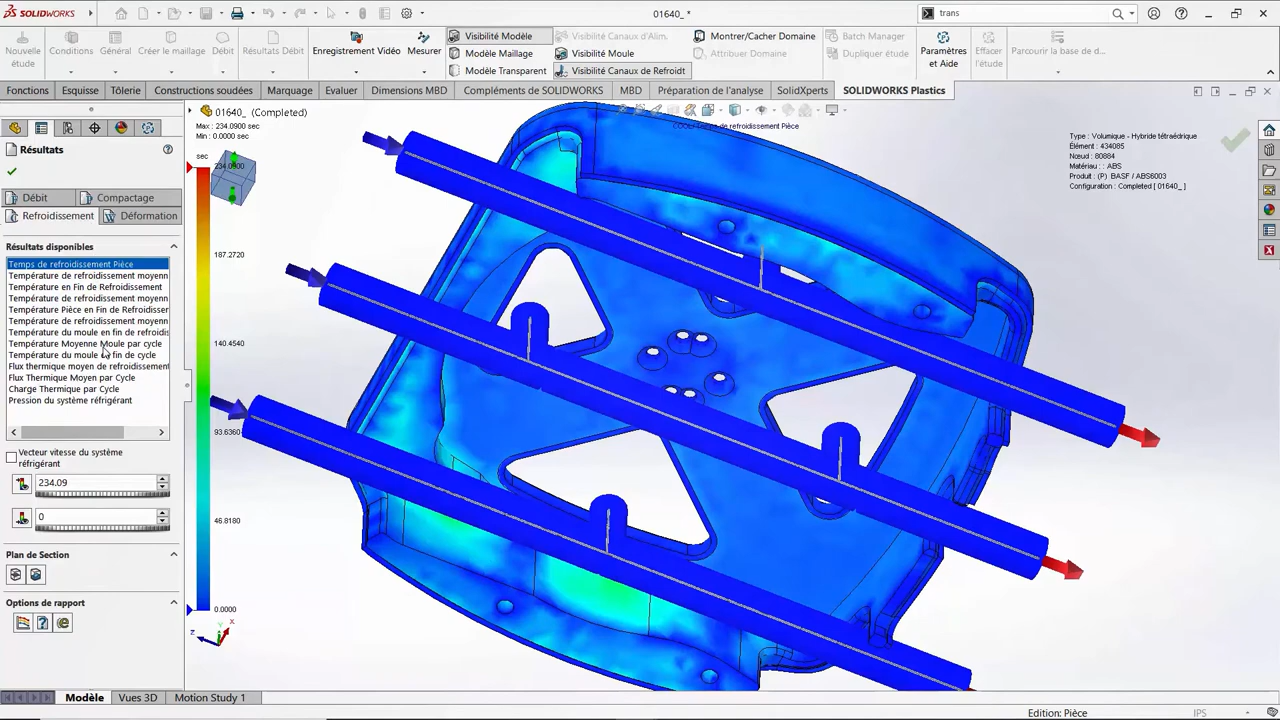 SOLIDWORKS
01640_ *
trans
Nouvelle étude
Conditions
Général
Créer le maillage
Débit
Résultats Débit
Enregistrement Vidéo
Mesurer
Visibilité Modèle
Modèle Maillage
Modèle Transparent
Visibilité Canaux d'Alim.
Visibilité Moule
Visibilité Canaux de Refroidt
Montrer/Cacher Domaine
Attribuer Domaine
Batch Manager
Dupliquer étude
Paramètres et Aide
Effacer l'étude
Parcourir la base de d...
Fonctions
Esquisse
Tôlerie
Constructions soudées
Marquage
Evaluer
Dimensions MBD
Compléments de SOLIDWORKS
MBD
Préparation de l'analyse
SolidXperts
SOLIDWORKS Plastics
Résultats
Débit
Compactage
Refroidissement
Déformation
Résultats disponibles
Temps de refroidissement Pièce
Température de refroidissement moyenn
Température en Fin de Refroidissement
Température de refroidissement moyenn
Température Pièce en Fin de Refroidisser
Température de refroidissement moyenn
Température du moule en fin de refroidis
Température Moyenne Moule par cycle
Température du moule en fin de cycle
Flux thermique moyen de refroidissement
Flux Thermique Moyen par Cycle
Charge Thermique par Cycle
Pression du système réfrigérant
Vecteur vitesse du système
réfrigérant
234.09
0
Plan de Section
Options de rapport
01640_ (Completed)
Max : 234.0900 sec
Min : 0.0000 sec
sec
234.0900
187.2720
140.4540
93.6360
46.8180
0.0000
COOL: Temps de refroidissement Pièce
Type : Volumique - Hybride tétraédrique
Élément : 434085
Nœud : 80884
Matériau : : ABS
Produit : (P) BASF / ABS6003
Configuration : Completed [ 01640_ ]
Z
Y
X
Modèle
Vues 3D
Motion Study 1
Edition: Pièce
IPS